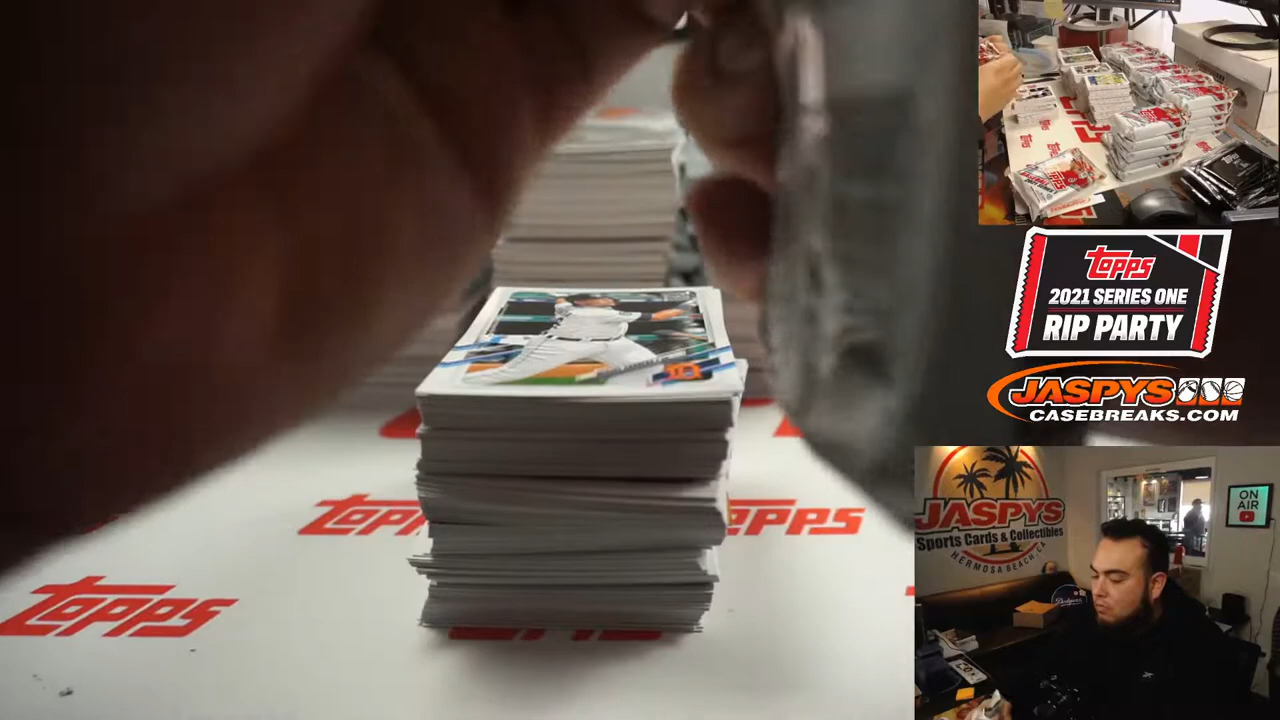 TOPPS
TOPPS
TOPPS
TOPPS
2021 SERIES ONE
RIP PARTY
JASPYS
CASEBREAKS.COM
JASPYS
Sports Cards & Collectibles
HERMOSA BEACH, CA
ON
AIR
Dodgers